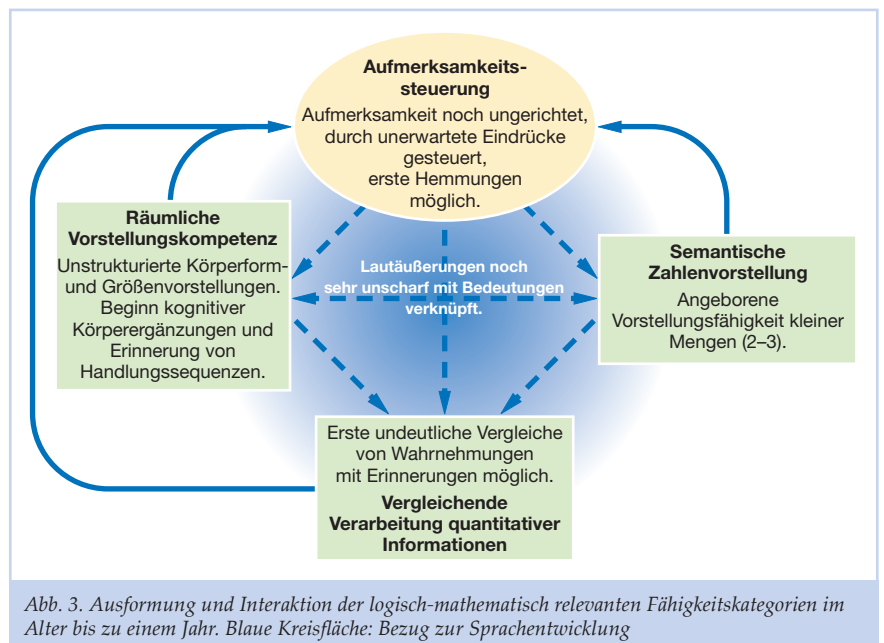 Aufmerksamkeits-
steuerung
Aufmerksamkeit noch ungerichtet,
durch unerwartete Eindrücke
gesteuert,
erste Hemmungen
möglich.
Räumliche
Vorstellungskompetenz
Unstrukturierte Körperform-
und Größenvorstellungen.
Beginn kognitiver
Körperergänzungen und
Erinnerung von
Handlungssequenzen.
Lautäußerungen noch
sehr unscharf mit Bedeutungen
verknüpft.
Semantische
Zahlenvorstellung
Angeborene
Vorstellungsfähigkeit kleiner
Mengen (2–3).
Erste undeutliche Vergleiche
von Wahrnehmungen
mit Erinnerungen möglich.
Vergleichende
Verarbeitung quantitativer
Informationen
Abb. 3. Ausformung und Interaktion der logisch-mathematisch relevanten Fähigkeitskategorien im
Alter bis zu einem Jahr. Blaue Kreisfläche: Bezug zur Sprachentwicklung